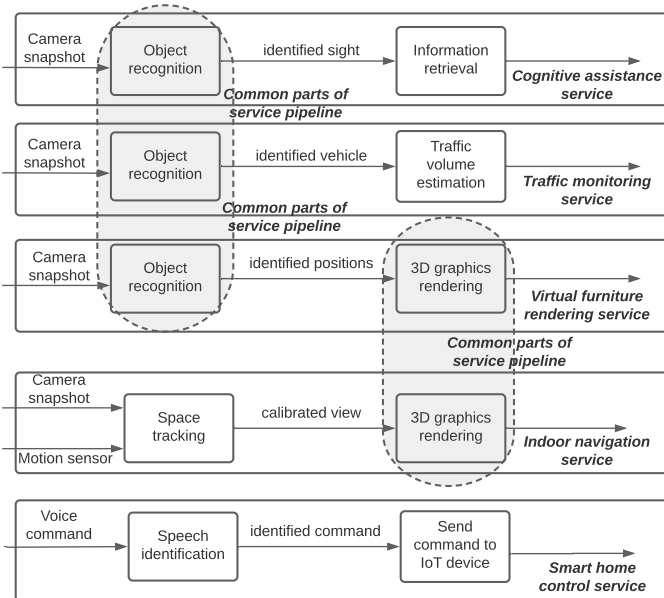 Camera
snapshot
Object
recognition
identified sight
Information
retrieval
Cognitive assistance
service
Common parts of
service pipeline
Camera
snapshot
Object
recognition
identified vehicle
Traffic
volume
estimation
Traffic monitoring
service
Common parts of
service pipeline
Camera
snapshot
Object
recognition
identified positions
3D graphics
rendering
Virtual furniture
rendering service
Common parts of
service pipeline
Camera
snapshot
Motion sensor
Space
tracking
calibrated view
3D graphics
rendering
Indoor navigation
service
Voice
command
Speech
identification
identified command
Send
command to
IoT device
Smart home
control service